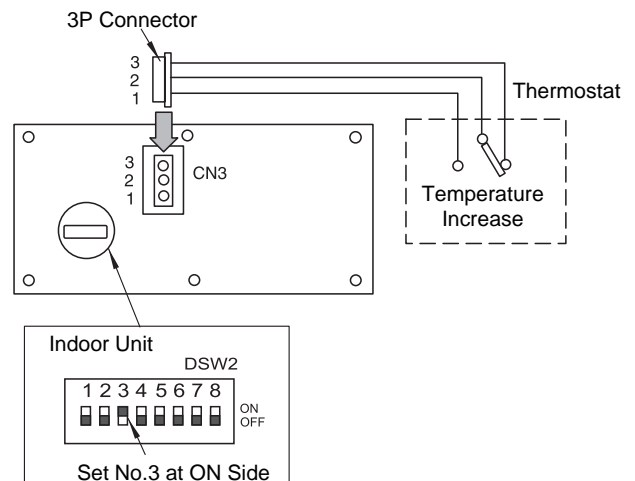 3P Connector
3
2
1
Thermostat
3
2
1
CN3
Temperature
Increase
Indoor Unit
DSW2
1 2 3 4 5 6 7 8
ON
OFF
Set No.3 at ON Side